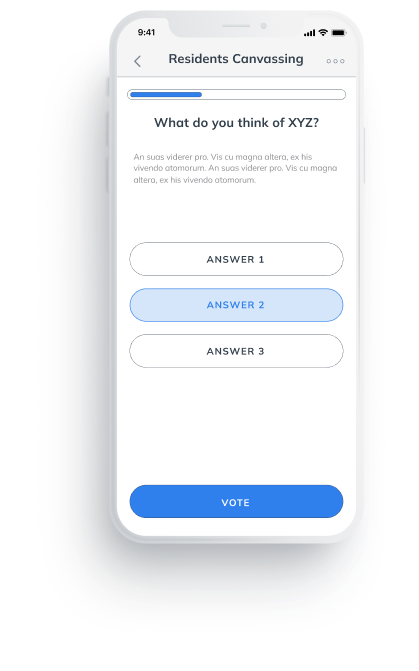 9:41
Residents Canvassing
What do you think of XYZ?
An suas viderer pro. Vis cu magna altera, ex his
vivendo atomorum. An suas viderer pro. Vis cu magna
altera, ex his vivendo atomorum.
ANSWER 1
ANSWER 2
ANSWER 3
VOTE